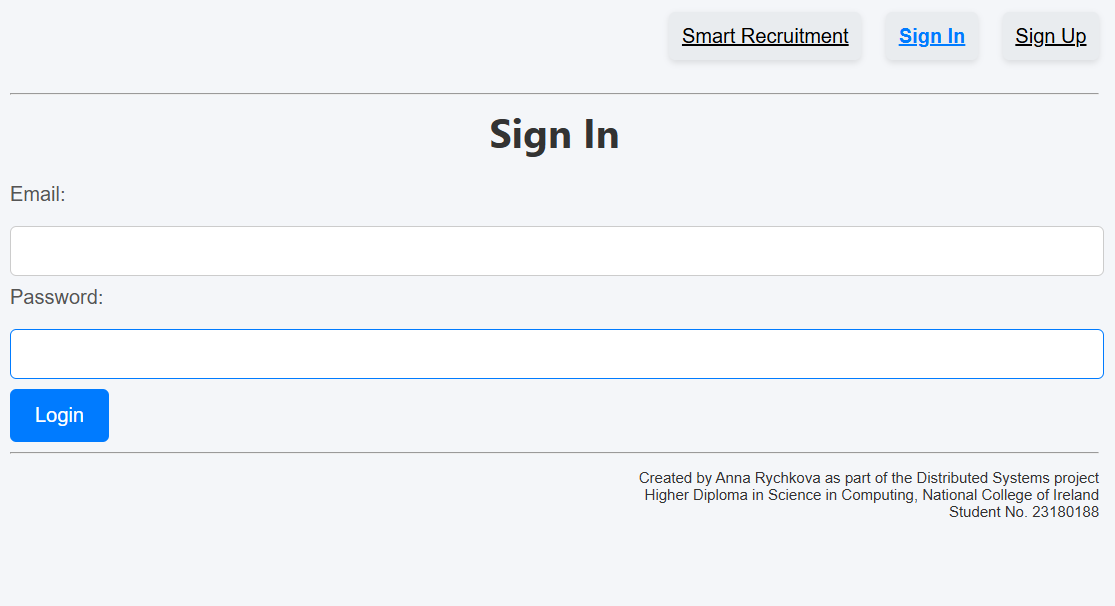 Smart Recruitment Sign In Sign Up
Sign In
Email:
Password:
Login
Created by Anna Rychkova as part of the Distributed Systems project
Higher Diploma in Science in Computing, National College of Ireland
Student No. 23180188